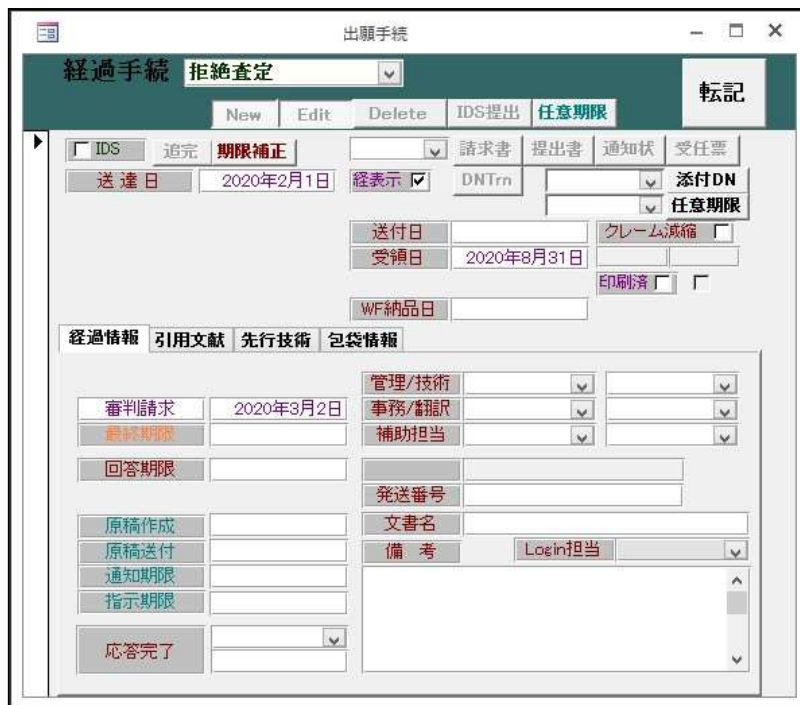 出願手続
経過手続 拒絶査定
転記
New Edit Delete IDS提出 任意期限
IDS 追完 期限補正 請求書 提出書 通知状 受任票
送達日 2020年2月1日 経表示 DNTrn 添付DN
任意期限
送付日 クレーム減縮
受領日 2020年8月31日
印刷済
WF納品日
経過情報 引用文献 先行技術 包袋情報
管理/技術
審判請求 2020年3月2日 事務/翻訳
最終期限 補助担当
回答期限
発送番号
原稿作成 文書名
原稿送付 備考 Login担当
通知期限
指示期限
応答完了